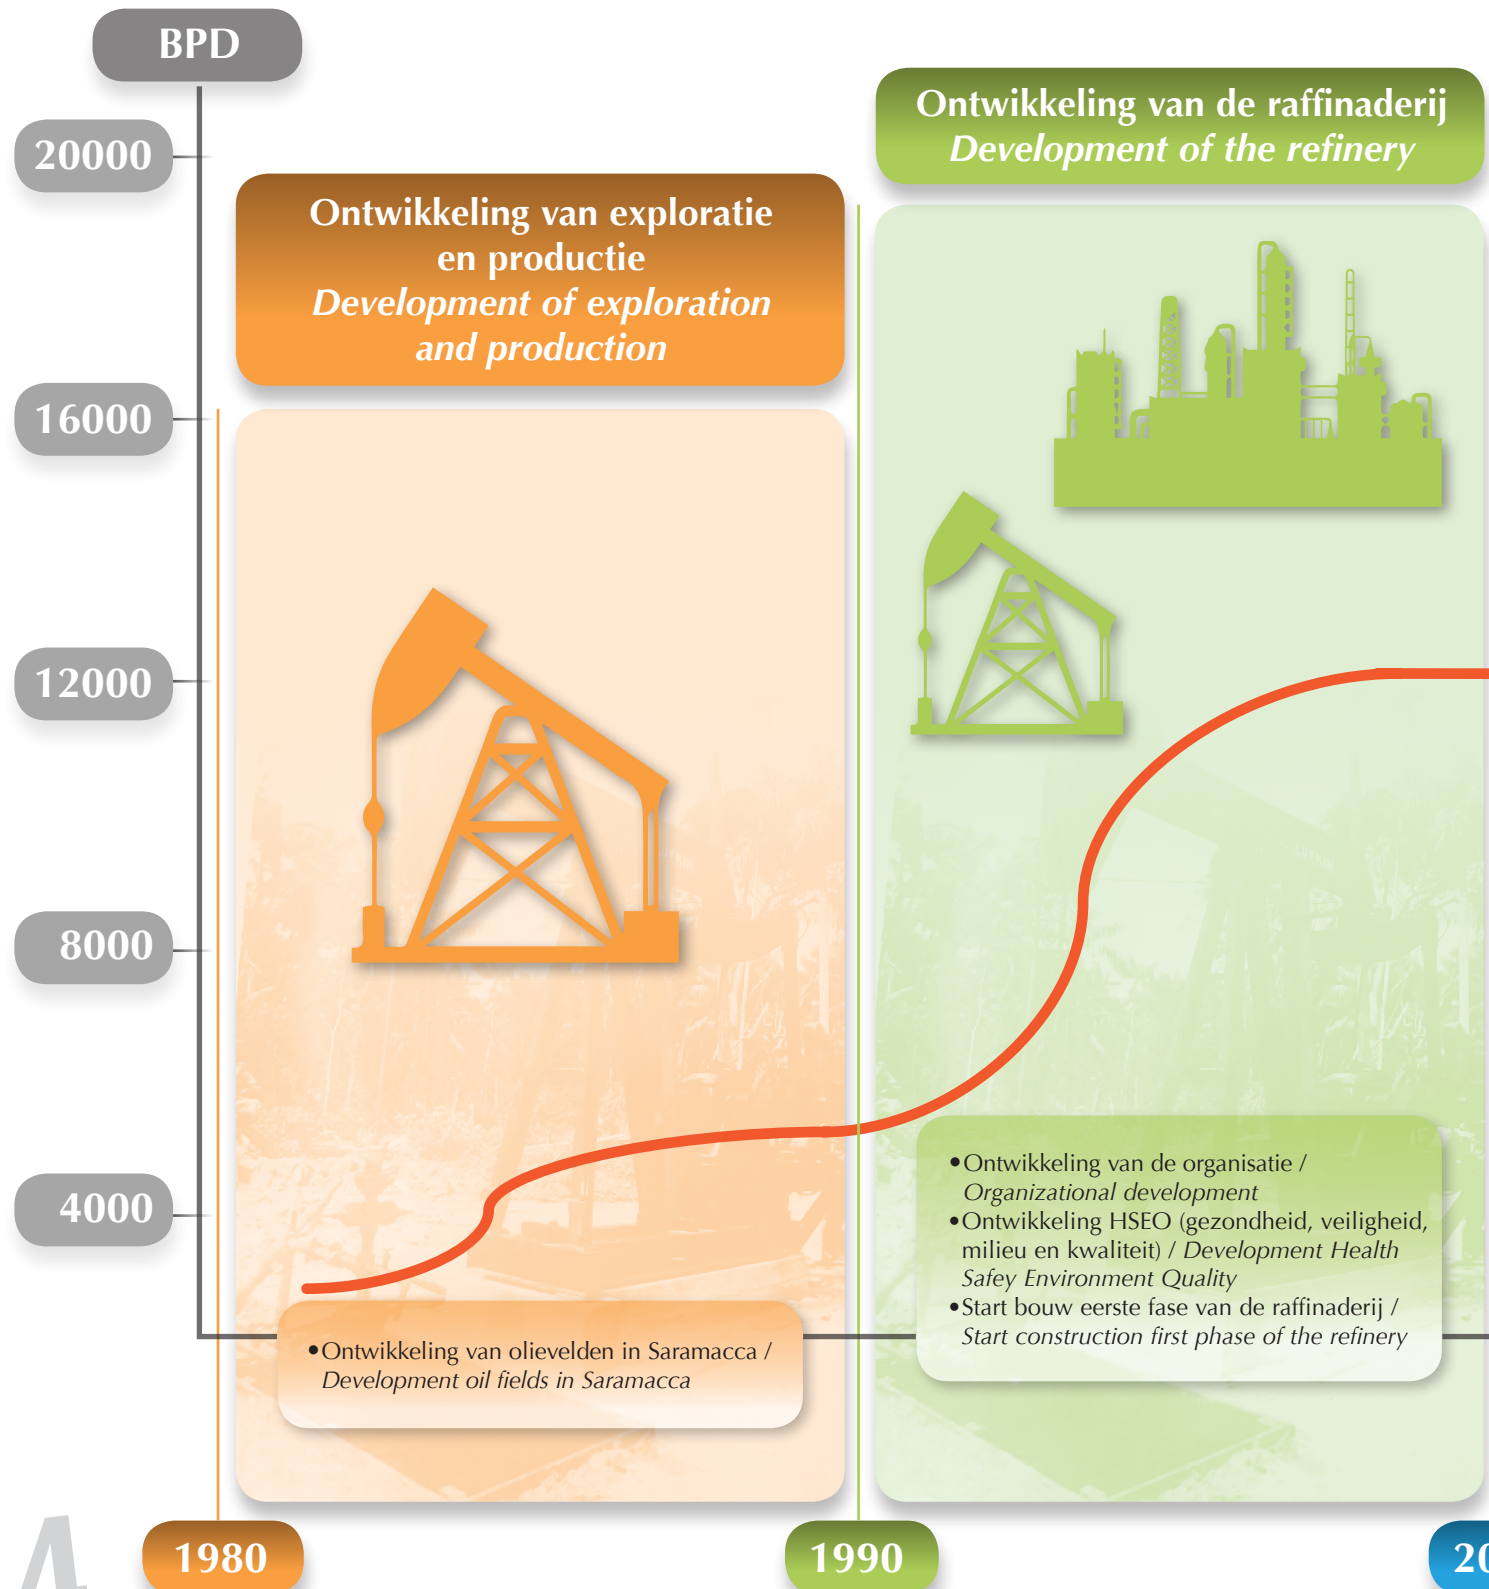 BPD
20000
16000
12000
8000
4000
Ontwikkeling van exploratie
en productie
Development of exploration
and production
•Ontwikkeling van olievelden in Saramacca /
Development oil fields in Saramacca
Ontwikkeling van de raffinaderij
Development of the refinery
•Ontwikkeling van de organisatie /
Organizational development
•Ontwikkeling HSEO (gezondheid, veiligheid,
milieu en kwaliteit) / Development Health
Safey Environment Quality
•Start bouw eerste fase van de raffinaderij /
Start construction first phase of the refinery
1980
1990